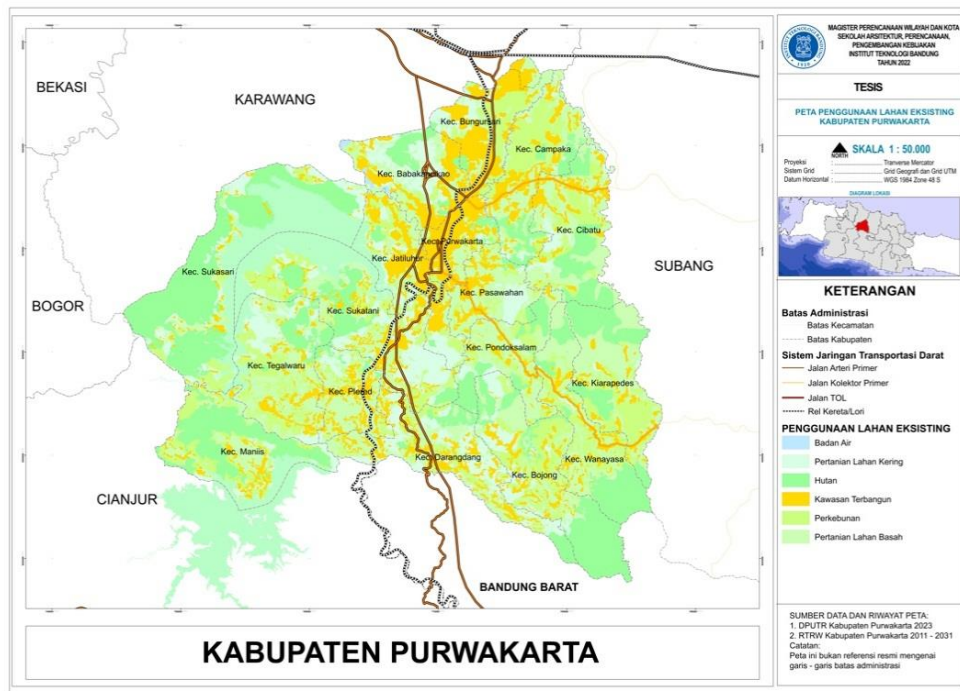 BEKASI
KARAWANG
Kec. Bungursari
Kec. Campaka
Kec. Babakancikao
Kec. Cibatu
Kec. Purwakarta
Kec. Jatiluhur
Kec. Sukasari
SUBANG
Kec. Pasawahan
BOGOR
Kec. Sukatani
Kec. Pondoksalam
Kec. Tegalwaru
Kec. Kiarapedes
Kec. Plered
Kec. Maniis
Kec. Darangdang
Kec. Wanayasa
Kec. Bojong
CIANJUR
BANDUNG BARAT
KABUPATEN PURWAKARTA
MAGISTER PERENCANAAN WILAYAH DAN KOTA
SEKOLAH ARSITEKTUR, PERENCANAAN,
PENGEMBANGAN KEBIJAKAN
INSTITUT TEKNOLOGI BANDUNG
TAHUN 2022
TESIS
PETA PENGGUNAAN LAHAN EKSISTING
KABUPATEN PURWAKARTA
NORTH
SKALA 1 : 50.000
Proyeksi : Tranverse Mercator
Sistem Grid : Grid Geografi dan Grid UTM
Datum Horizontal : WGS 1984 Zone 48 S
DIAGRAM LOKASI
KETERANGAN
Batas Administrasi
Batas Kecamatan
Batas Kabupaten
Sistem Jaringan Transportasi Darat
Jalan Arteri Primer
Jalan Kolektor Primer
Jalan TOL
Rel Kereta/Lori
PENGGUNAAN LAHAN EKSISTING
Badan Air
Pertanian Lahan Kering
Hutan
Kawasan Terbangun
Perkebunan
Pertanian Lahan Basah
SUMBER DATA DAN RIWAYAT PETA:
1. DPUTR Kabupaten Purwakarta 2023
2. RTRW Kabupaten Purwakarta 2011 - 2031
Catatan:
Peta ini bukan referensi resmi mengenai
garis - garis batas administrasi